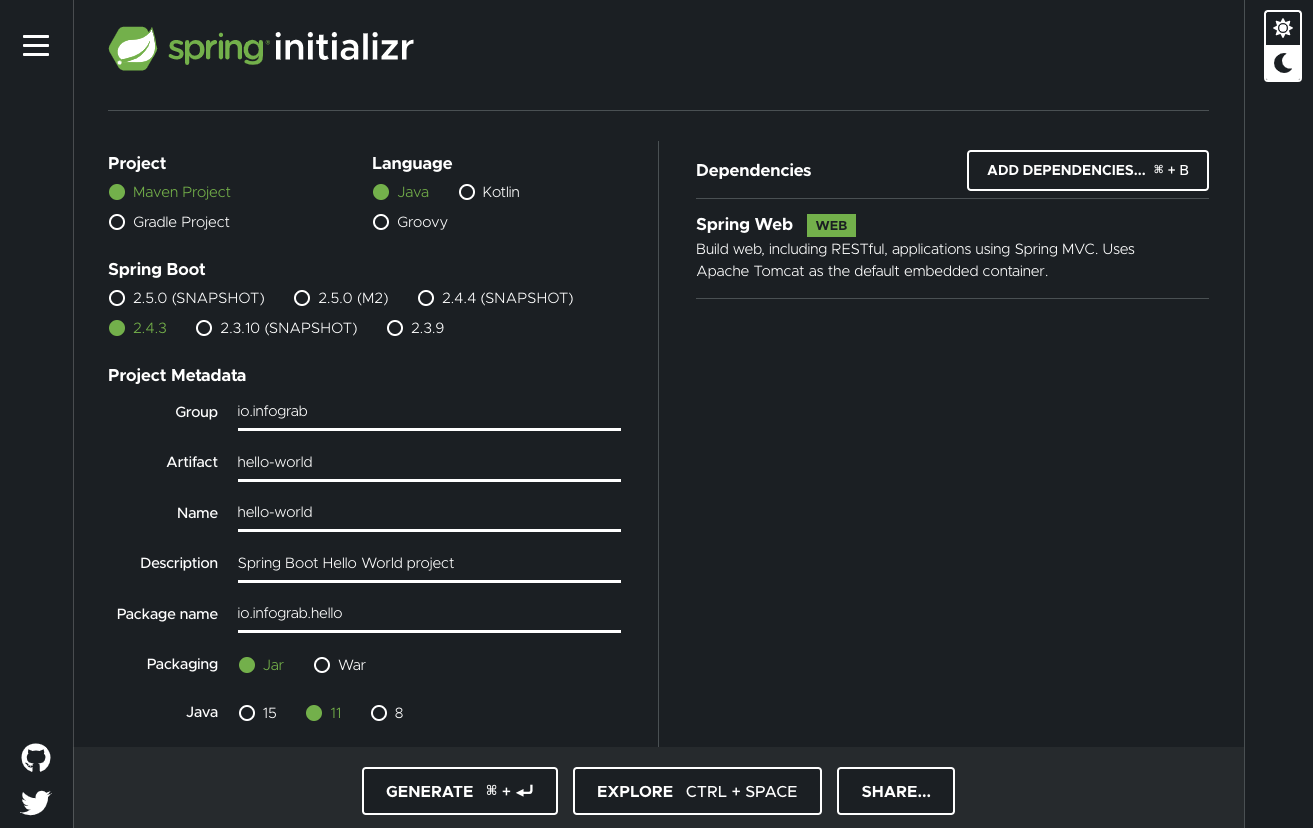 spring initializr
Project
Maven Project
Gradle Project
Language
Java Kotlin
Groovy
Spring Boot
2.5.0 (SNAPSHOT) 2.5.0 (M2) 2.4.4 (SNAPSHOT)
2.4.3 2.3.10 (SNAPSHOT) 2.3.9
Project Metadata
Group io.infograb
Artifact hello-world
Name hello-world
Description Spring Boot Hello World project
Package name io.infograb.hello
Packaging Jar War
Java 15 11 8
Dependencies ADD DEPENDENCIES... ⌘ + B
Spring Web WEB
Build web, including RESTful, applications using Spring MVC. Uses
Apache Tomcat as the default embedded container.
GENERATE ⌘ + ⏎ EXPLORE CTRL + SPACE SHARE...